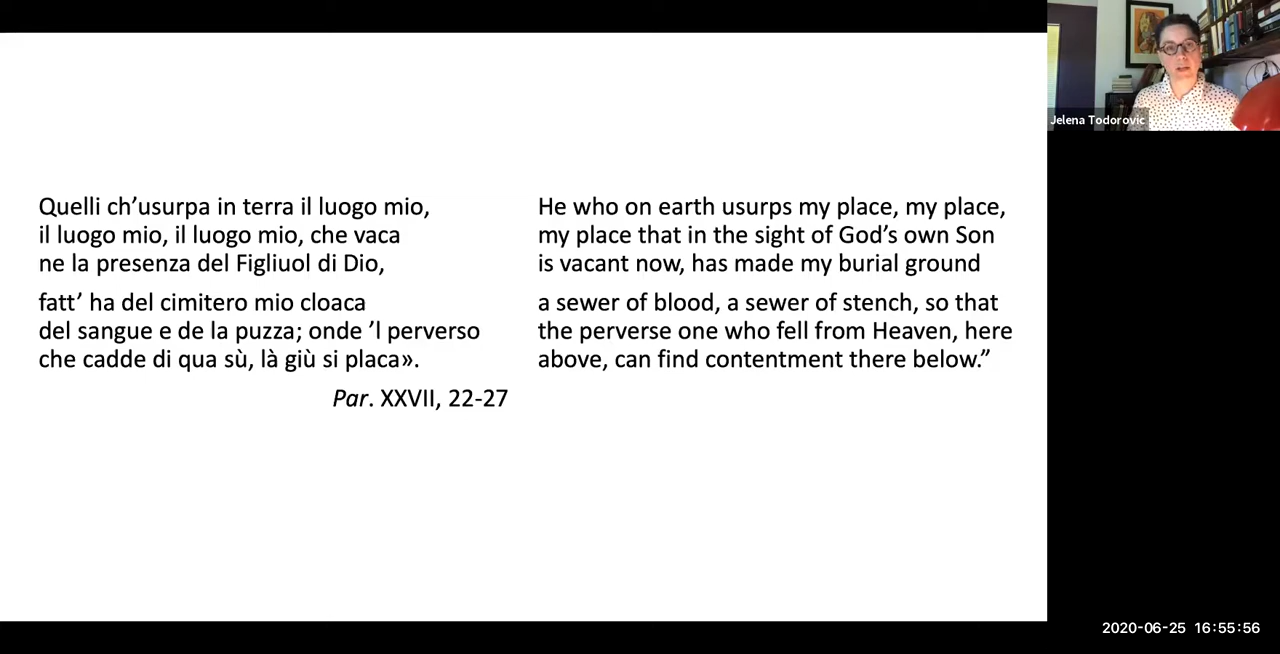 Quelli ch’usurpa in terra il luogo mio,
il luogo mio, il luogo mio, che vaca
ne la presenza del Figliuol di Dio,
fatt’ ha del cimitero mio cloaca
del sangue e de la puzza; onde ’l perverso
che cadde di qua sù, là giù si placa».
Par. XXVII, 22-27
He who on earth usurps my place, my place,
my place that in the sight of God’s own Son
is vacant now, has made my burial ground
a sewer of blood, a sewer of stench, so that
the perverse one who fell from Heaven, here
above, can find contentment there below.”
Jelena Todorovic
2020-06-25 16:55:56